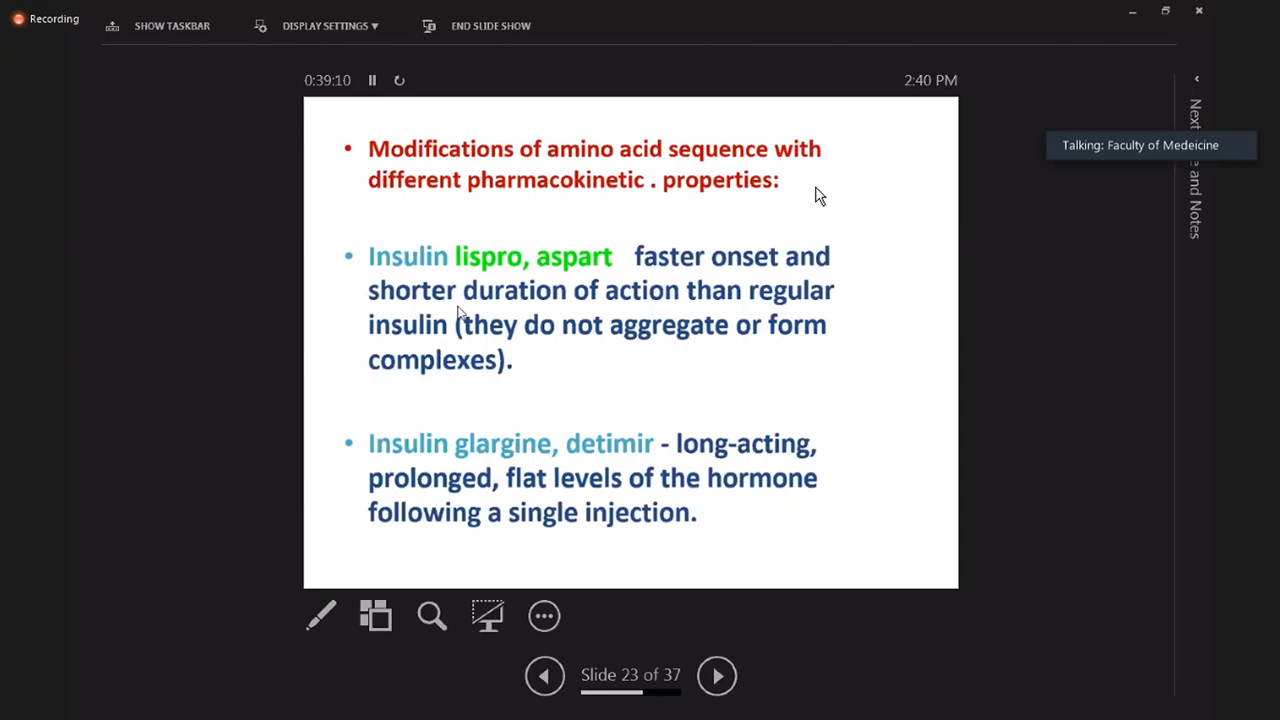 Recording
SHOW TASKBAR
DISPLAY SETTINGS
END SLIDE SHOW
0:39:10
2:40 PM
• Modifications of amino acid sequence with
different pharmacokinetic . properties:
• Insulin lispro, aspart faster onset and
shorter duration of action than regular
insulin (they do not aggregate or form
complexes).
• Insulin glargine, detimir - long-acting,
prolonged, flat levels of the hormone
following a single injection.
Slide 23 of 37
Talking: Faculty of Medeicine
Next
e and Notes